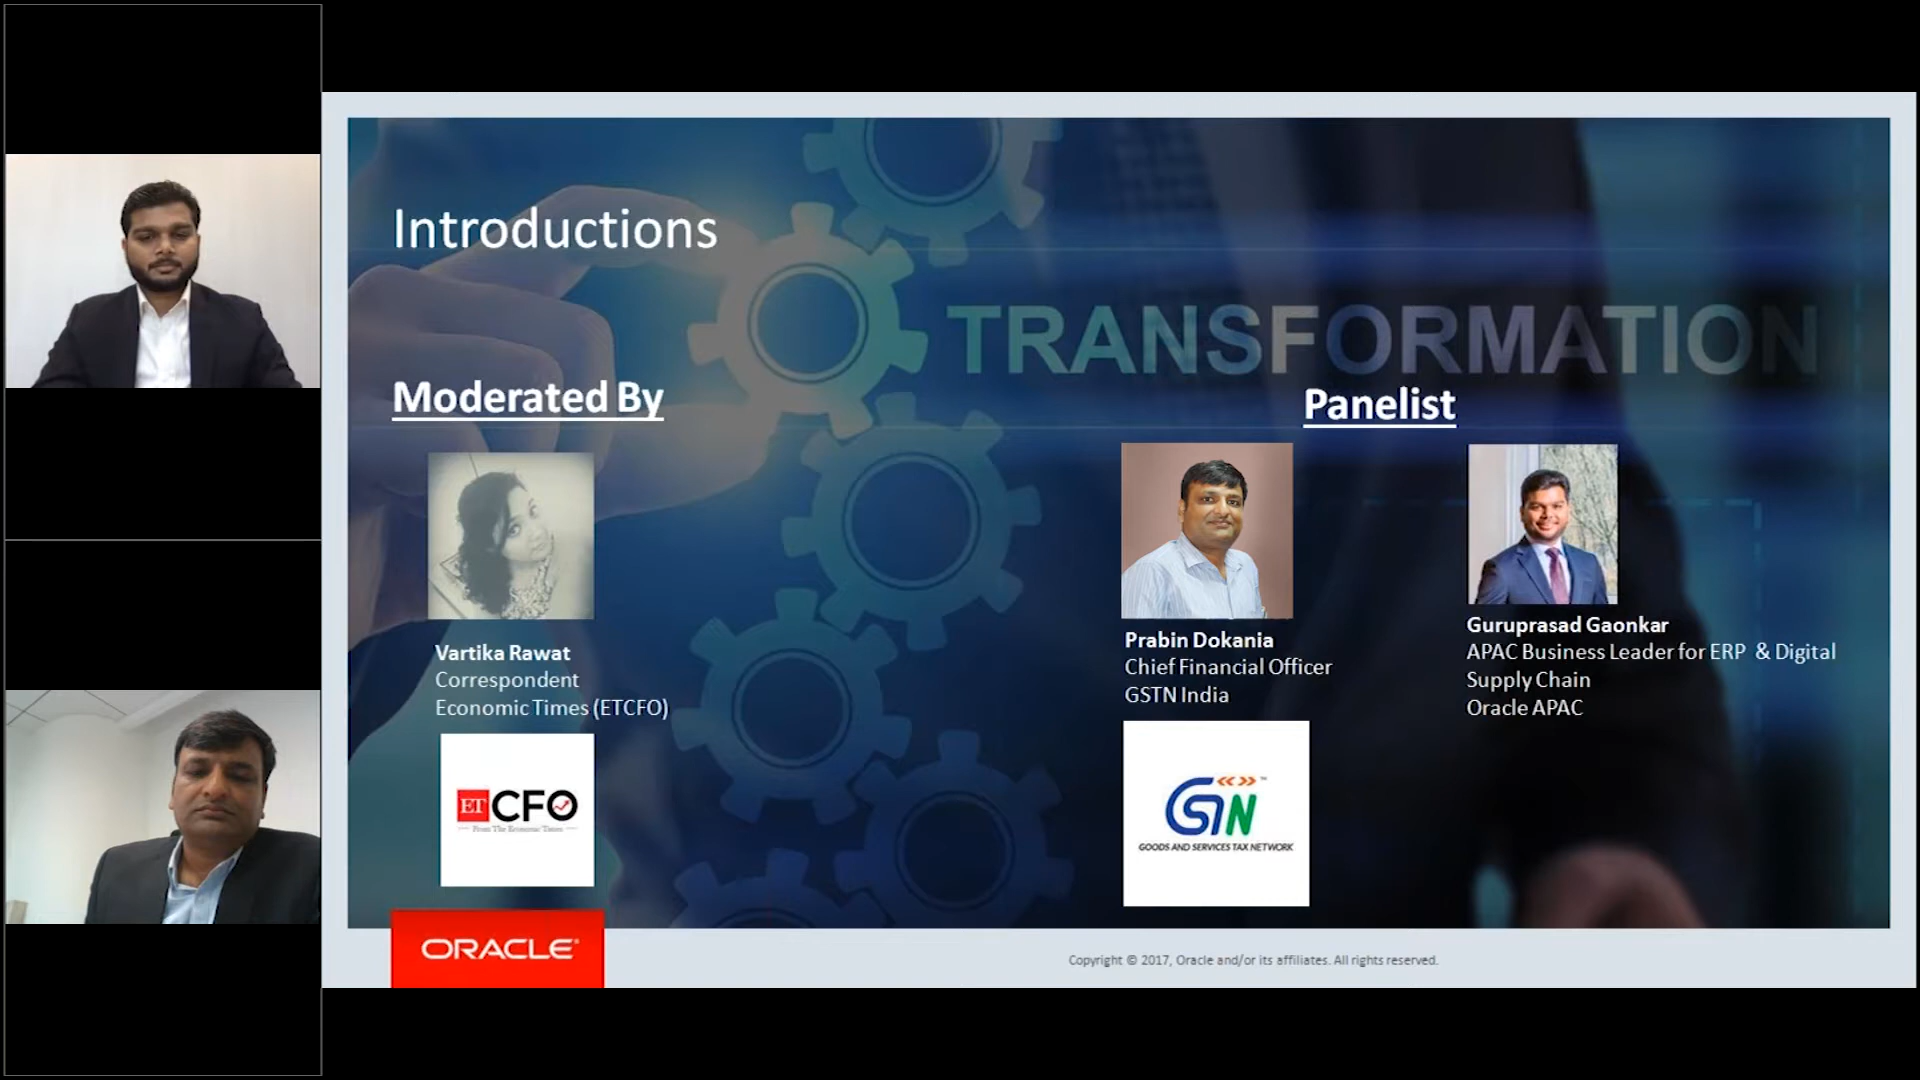 Introductions
TRANSFORMATION
Moderated By
Vartika Rawat
Correspondent
Economic Times (ETCFO)
ET CFO
From The Economic Times
Panelist
Prabin Dokania
Chief Financial Officer
GSTN India
GSTN
GOODS AND SERVICES TAX NETWORK
Guruprasad Gaonkar
APAC Business Leader for ERP & Digital
Supply Chain
Oracle APAC
ORACLE®
Copyright © 2017, Oracle and/or its affiliates. All rights reserved.